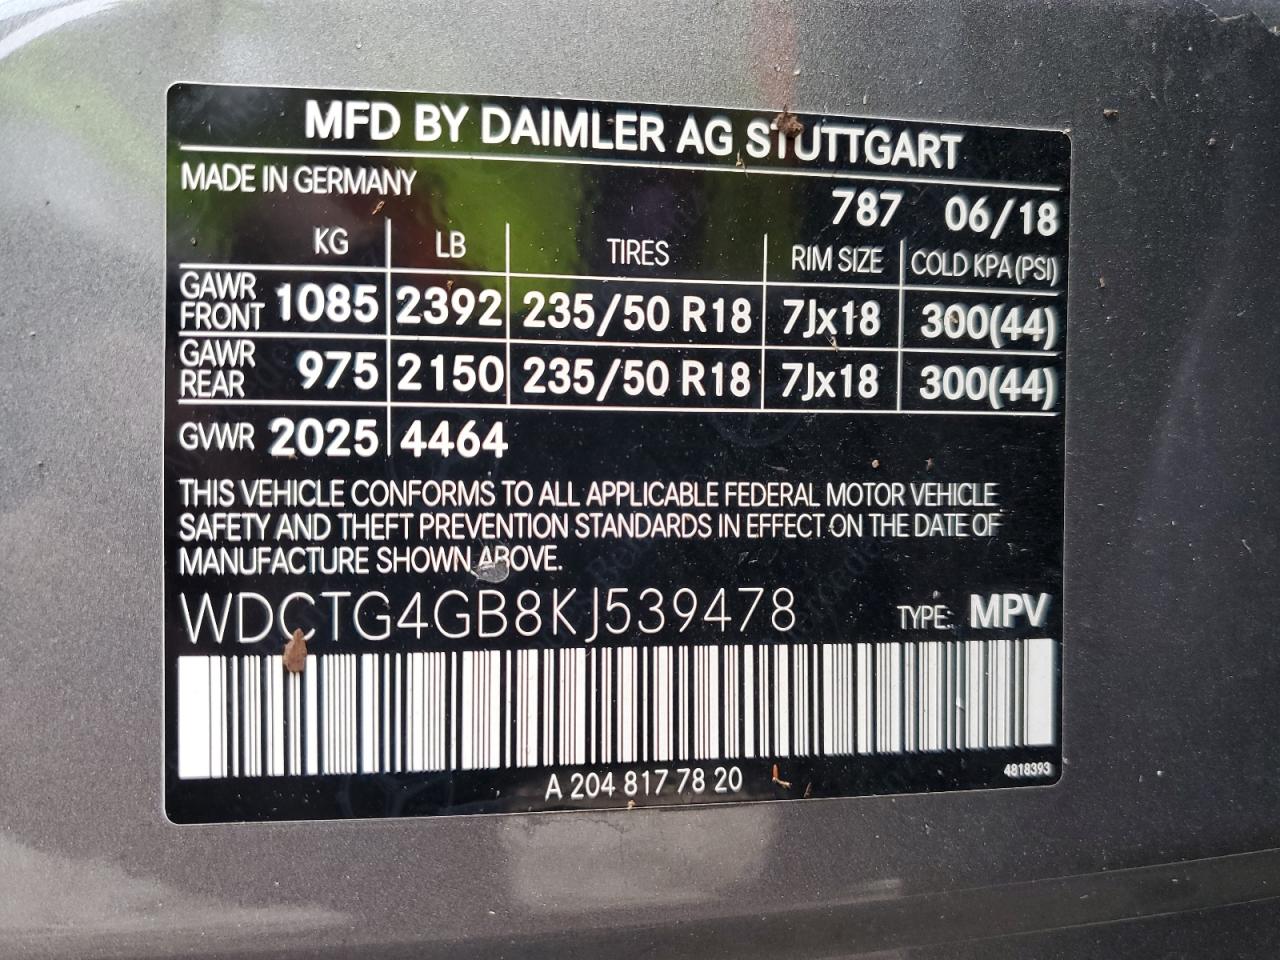 MFD BY DAIMLER AG STUTTGART
MADE IN GERMANY
787 06/18
KG LB TIRES RIM SIZE COLD KPA (PSI)
GAWR FRONT 1085 2392 235/50 R18 7Jx18 300(44)
GAWR REAR 975 2150 235/50 R18 7Jx18 300(44)
GVWR 2025 4464
THIS VEHICLE CONFORMS TO ALL APPLICABLE FEDERAL MOTOR VEHICLE
SAFETY AND THEFT PREVENTION STANDARDS IN EFFECT ON THE DATE OF
MANUFACTURE SHOWN ABOVE.
WDCTG4GB8KJ539478 TYPE: MPV
A 204 817 78 20
4818393